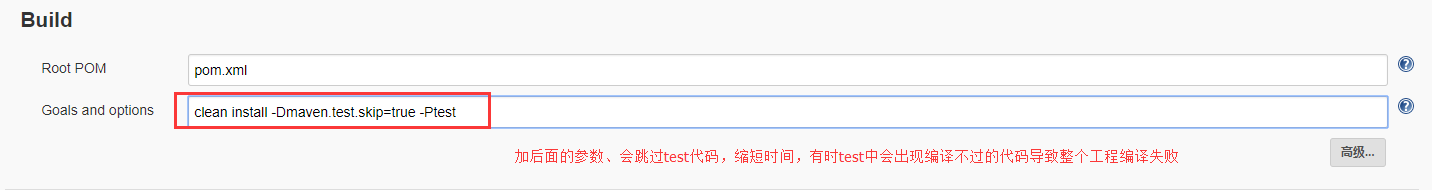 Build
Root POM
pom.xml
Goals and options
clean install -Dmaven.test.skip=true -Ptest
加后面的参数、会跳过test代码，缩短时间，有时test中会出现编译不过的代码导致整个工程编译失败
高级...